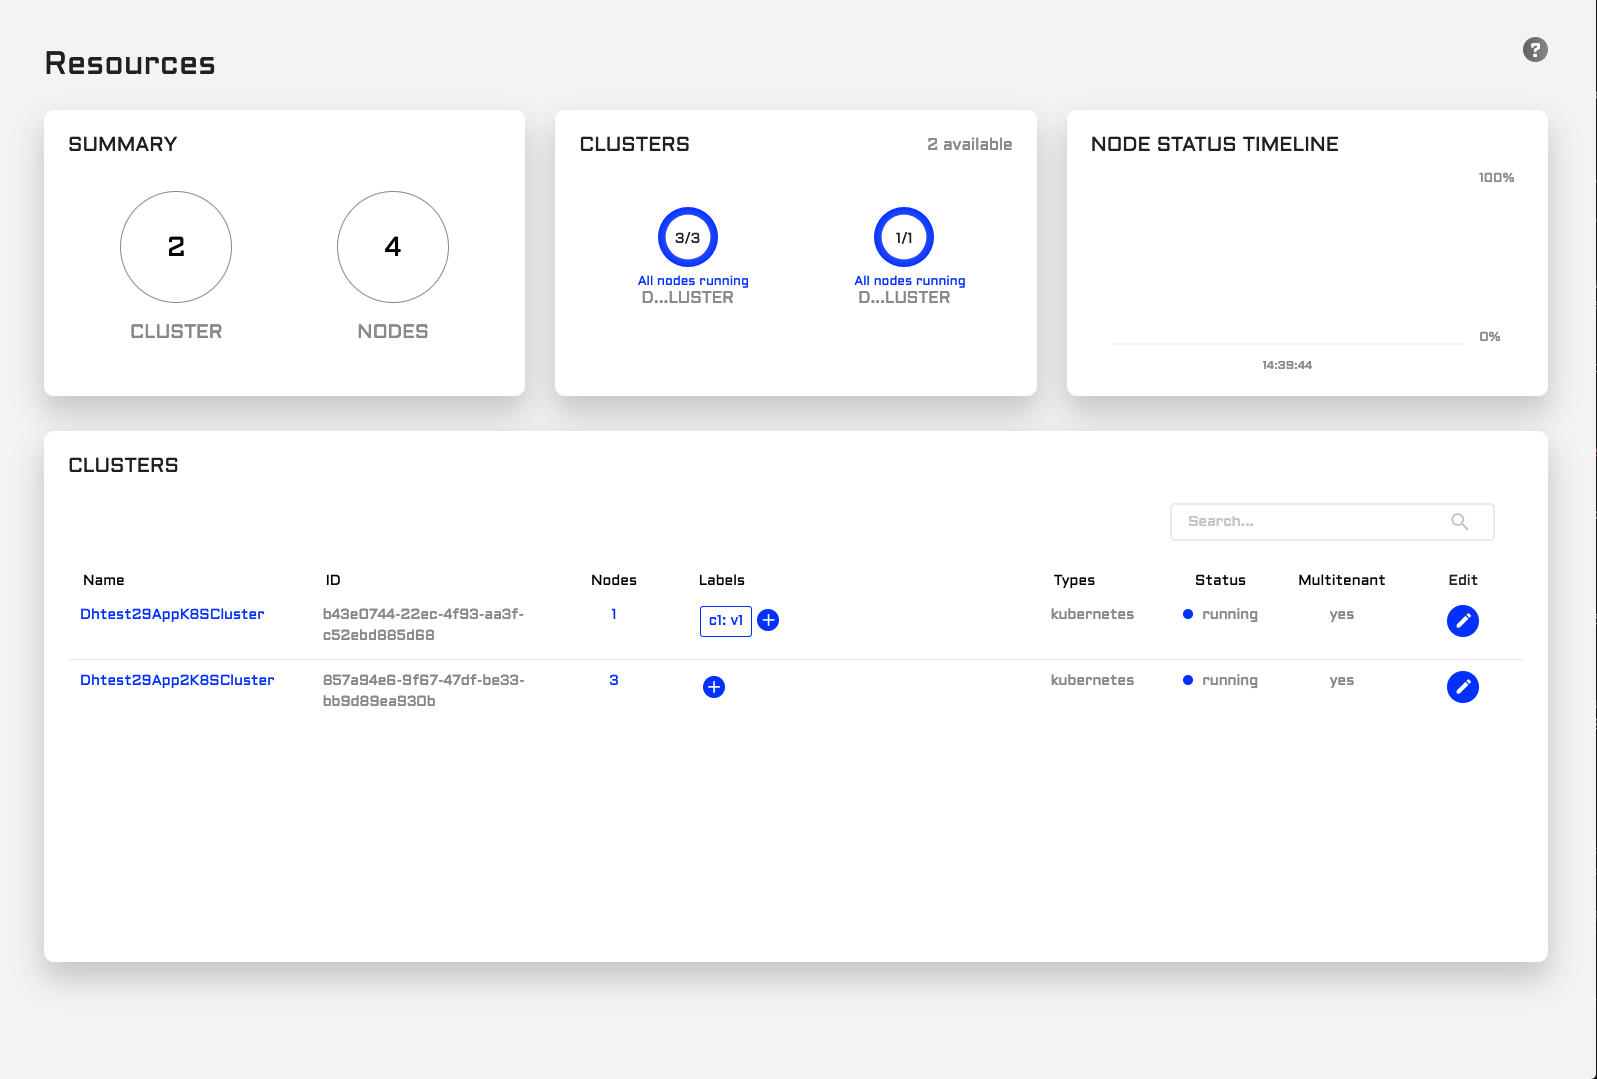 Resources
?
SUMMARY
2
4
CLUSTER
NODES
CLUSTERS
2 available
3/3
1/1
All nodes running
All nodes running
D...LUSTER
D...LUSTER
NODE STATUS TIMELINE
100%
0%
14:39:44
CLUSTERS
Search...
Name ID Nodes Labels Types Status Multitenant Edit
Dhtest29AppK8SCluster b43e0744-22ec-4f93-aa3f- 1 c1: v1 kubernetes running yes
c52ebd885d68
Dhtest29App2K8SCluster 857a94e6-9f67-47df-be33- 3 kubernetes running yes
bb9d89ea930b